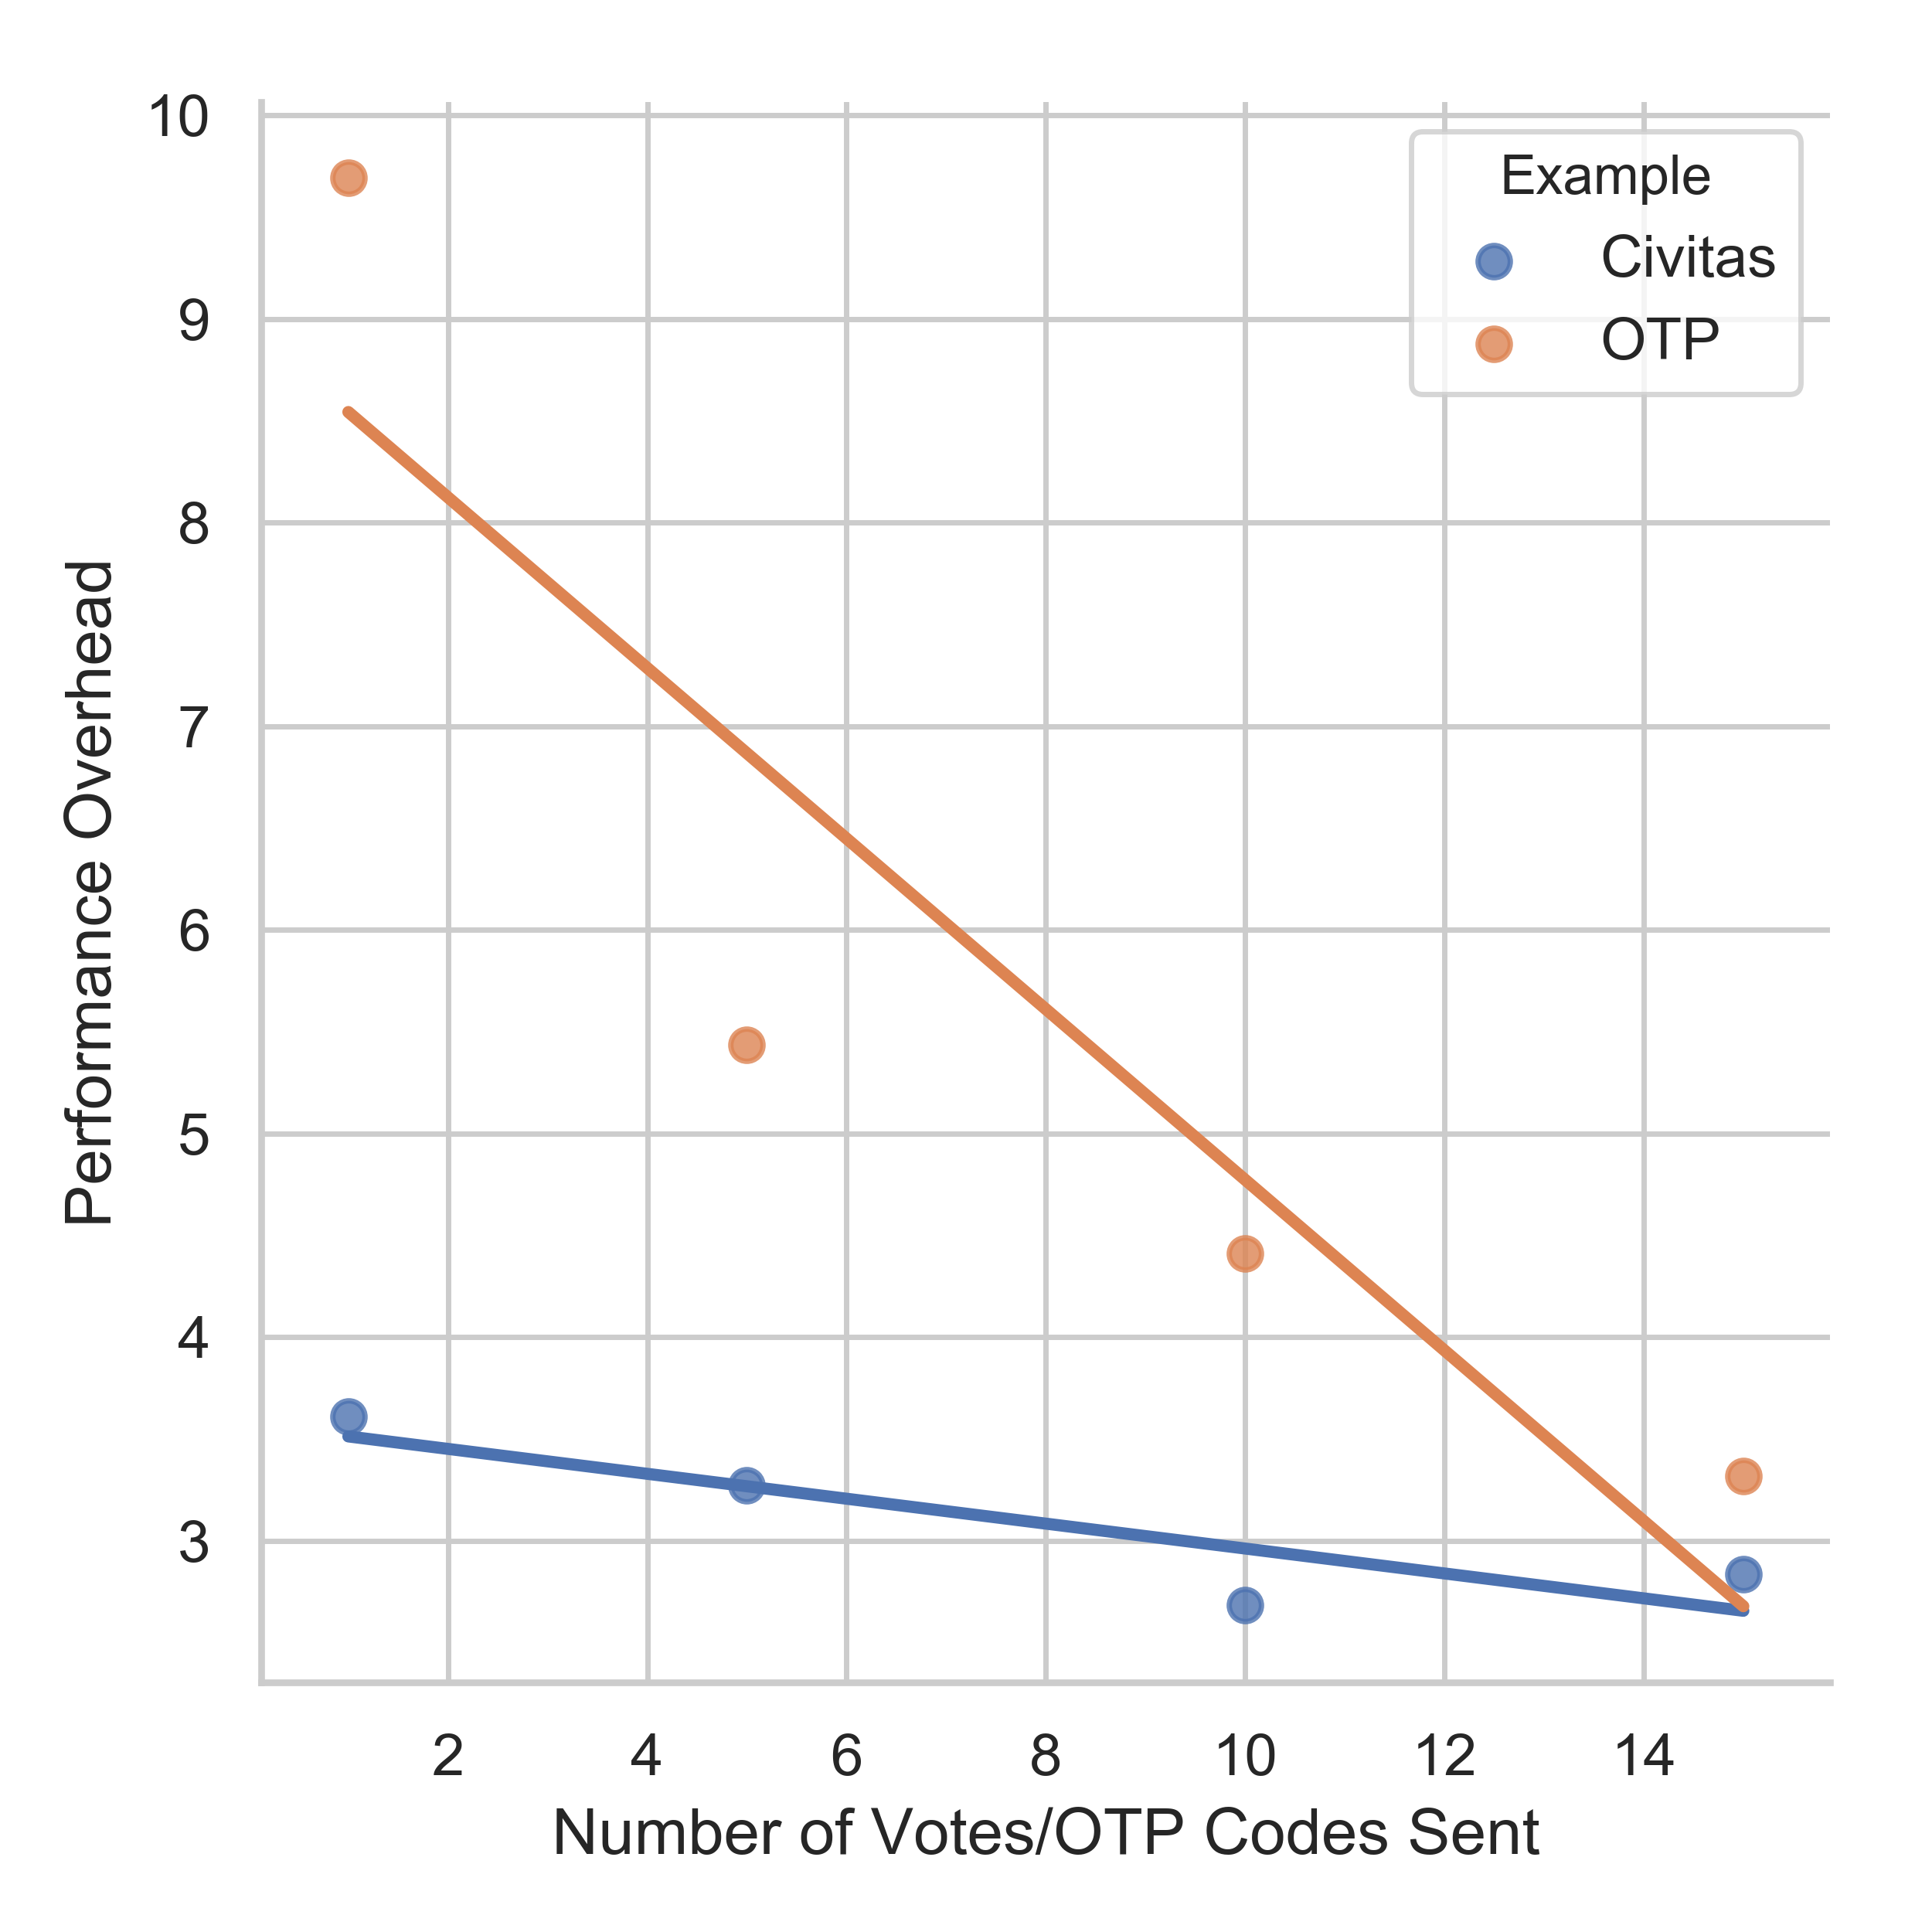 10
9
8
7
6
5
4
3
Performance Overhead
Example
Civitas
OTP
2 4 6 8 10 12 14
Number of Votes/OTP Codes Sent